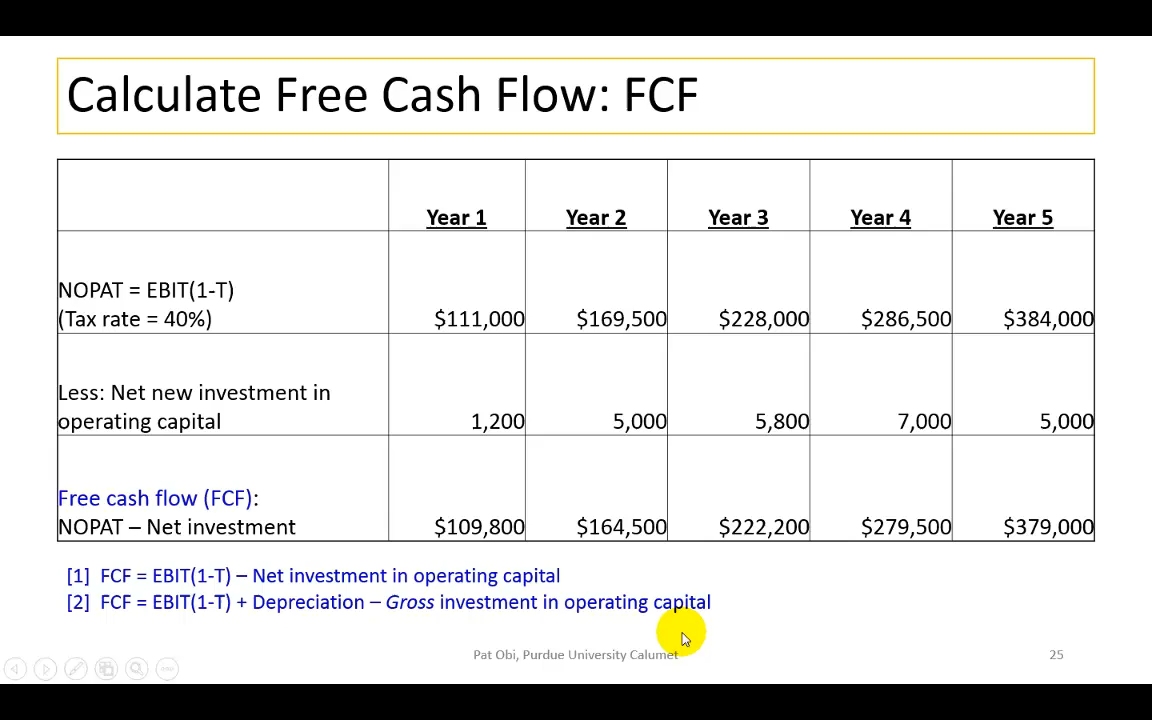 Calculate Free Cash Flow: FCF
Year 1 Year 2 Year 3 Year 4 Year 5
NOPAT = EBIT(1-T)
(Tax rate = 40%) $111,000 $169,500 $228,000 $286,500 $384,000
Less: Net new investment in
operating capital 1,200 5,000 5,800 7,000 5,000
Free cash flow (FCF):
NOPAT – Net investment $109,800 $164,500 $222,200 $279,500 $379,000
[1] FCF = EBIT(1-T) – Net investment in operating capital
[2] FCF = EBIT(1-T) + Depreciation – Gross investment in operating capital
Pat Obi, Purdue University Calumet 25